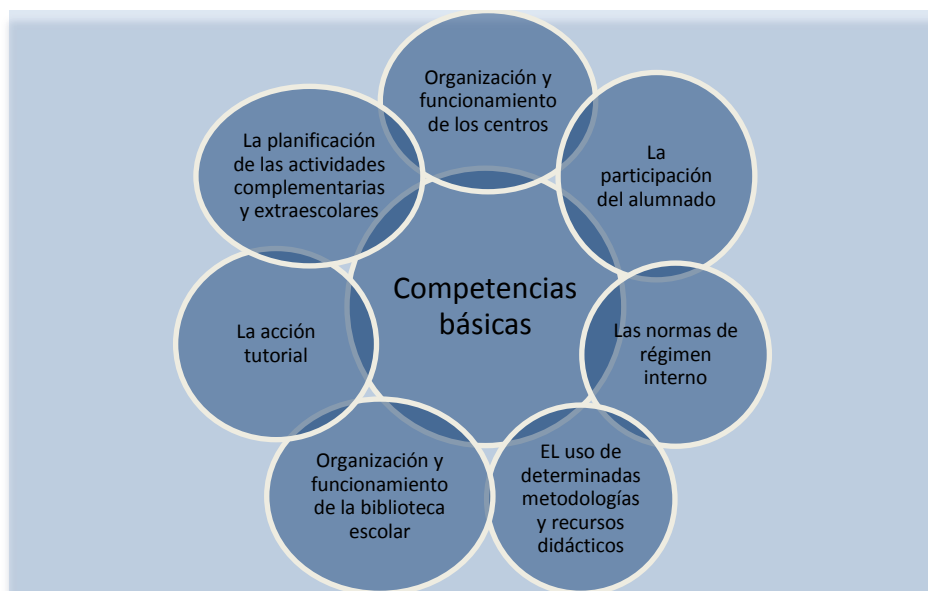 Organización y
funcionamiento
de los centros
La
participación
del alumnado
Las normas de
régimen
interno
EL uso de
determinadas
metodologías
y recursos
didácticos
Organización y
funcionamiento
de la biblioteca
escolar
La acción
tutorial
La planificación
de las actividades
complementarias
y extraescolares
Competencias
básicas